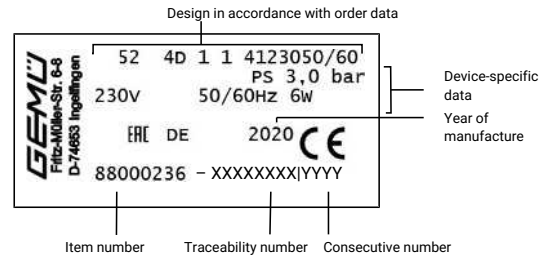 Design in accordance with order data
GEMÜ
Fritz-Müller-Str. 6-8
D-74653 Ingelfingen
52 4D 1 1 4123050/60
PS 3,0 bar
230V 50/60Hz 6W
EAC DE 2020 CE
88000236 - XXXXXXXX|YYYY
Device-specific
data
Year of
manufacture
Item number Traceability number Consecutive number